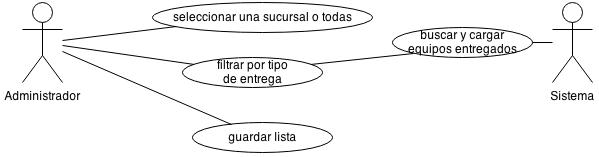 seleccionar una sucursal o todas
buscar y cargar
equipos entregados
filtrar por tipo
de entrega
Administrador
Sistema
guardar lista